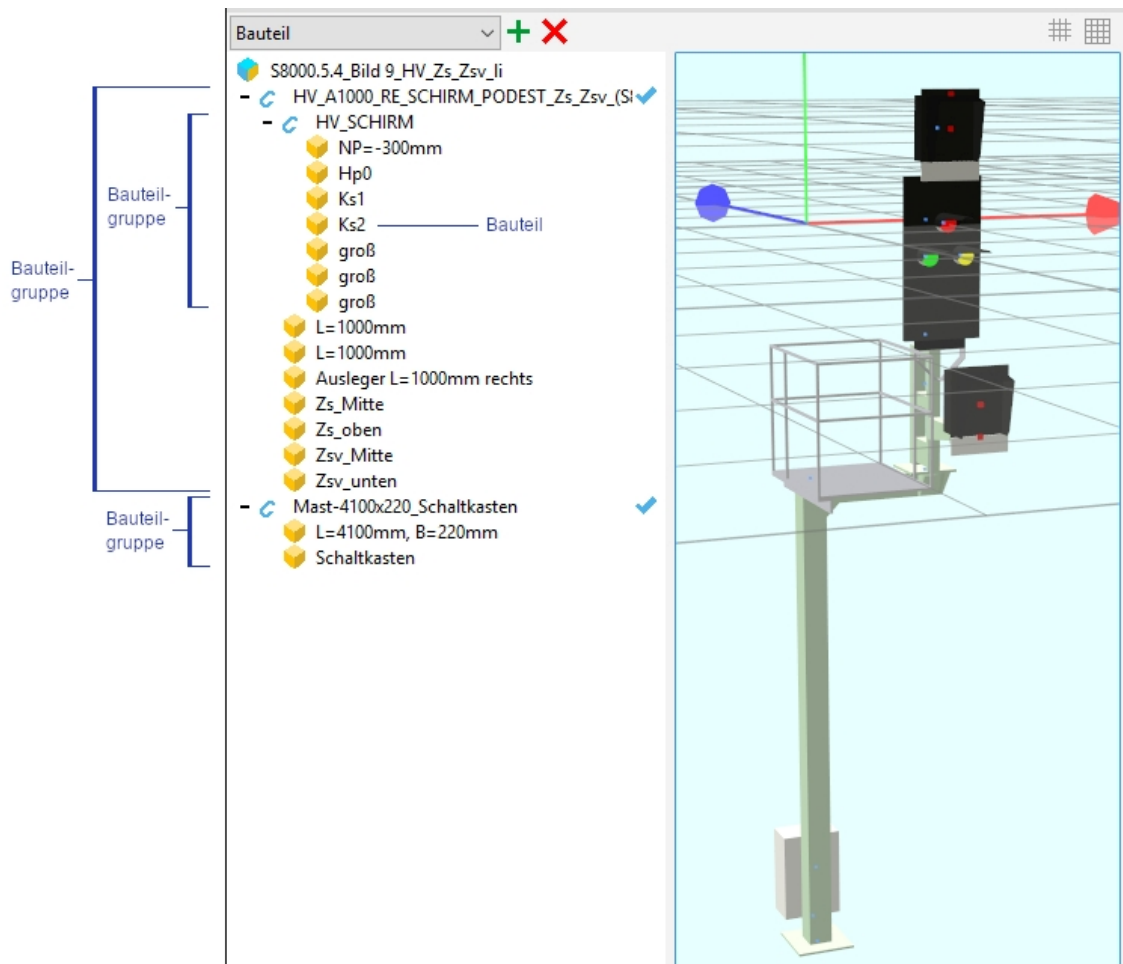 Bauteil
S8000.5.4_Bild 9_HV_Zs_Zsv_li
HV_A1000_RE_SCHIRM_PODEST_Zs_Zsv_(S
HV_SCHIRM
NP=-300mm
Hp0
Ks1
Ks2
Bauteil
groß
groß
groß
L=1000mm
L=1000mm
Ausleger L=1000mm rechts
Zs_Mitte
Zs_oben
Zsv_Mitte
Zsv_unten
Mast-4100x220_Schaltkasten
L=4100mm, B=220mm
Schaltkasten
Bauteil-
gruppe
Bauteil-
gruppe
Bauteil-
gruppe